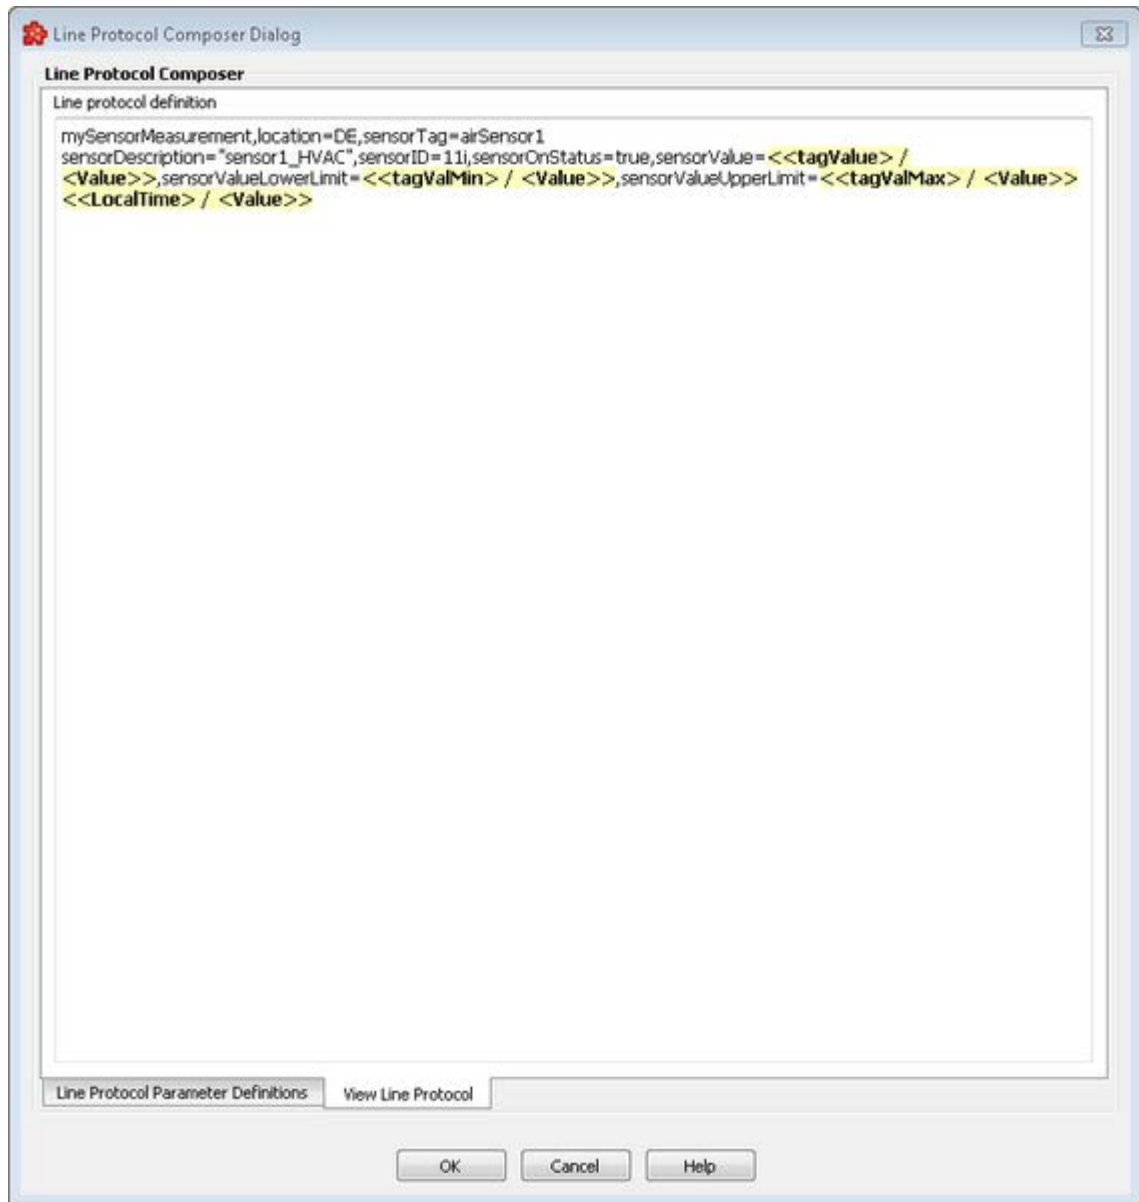 Line Protocol Composer Dialog
Line Protocol Composer
Line protocol definition
mySensorMeasurement,location=DE,sensorTag=airSensor1
sensorDescription="sensor1_HVAC",sensorID=11i,sensorOnStatus=true,sensorValue=<<tagValue> /
<Value>>,sensorValueLowerLimit=<<tagValMin> / <Value>>,sensorValueUpperLimit=<<tagValMax> / <Value>>
<<LocalTime> / <Value>>
Line Protocol Parameter Definitions View Line Protocol
OK Cancel Help